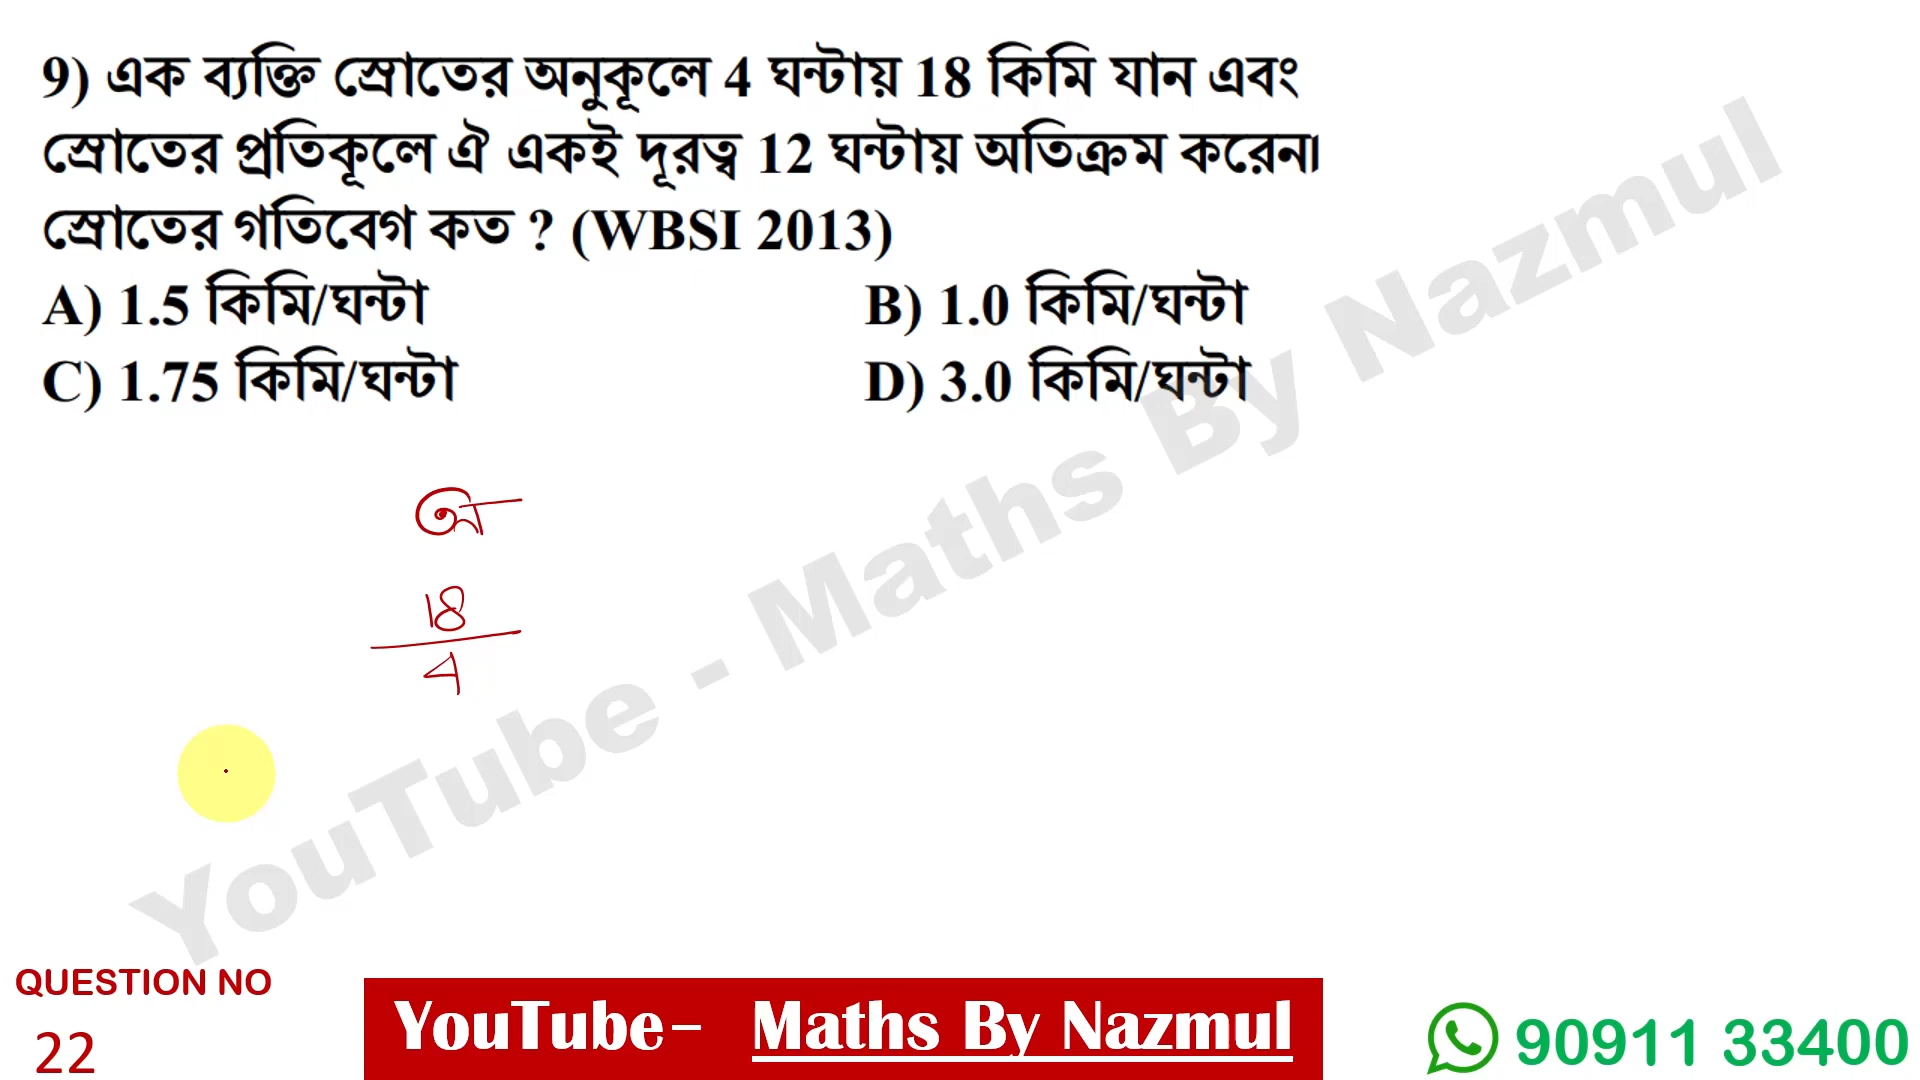 9) এক ব্যক্তি স্রোতের অনুকূলে 4 ঘন্টায় 18 কিমি যান এবং
স্রোতের প্রতিকূলে ঐ একই দূরত্ব 12 ঘন্টায় অতিক্রম করেন।
স্রোতের গতিবেগ কত ? (WBSI 2013)
A) 1.5 কিমি/ঘন্টা B) 1.0 কিমি/ঘন্টা
C) 1.75 কিমি/ঘন্টা D) 3.0 কিমি/ঘন্টা
18
4
YouTube - Maths By Nazmul
QUESTION NO
22
YouTube- Maths By Nazmul
90911 33400